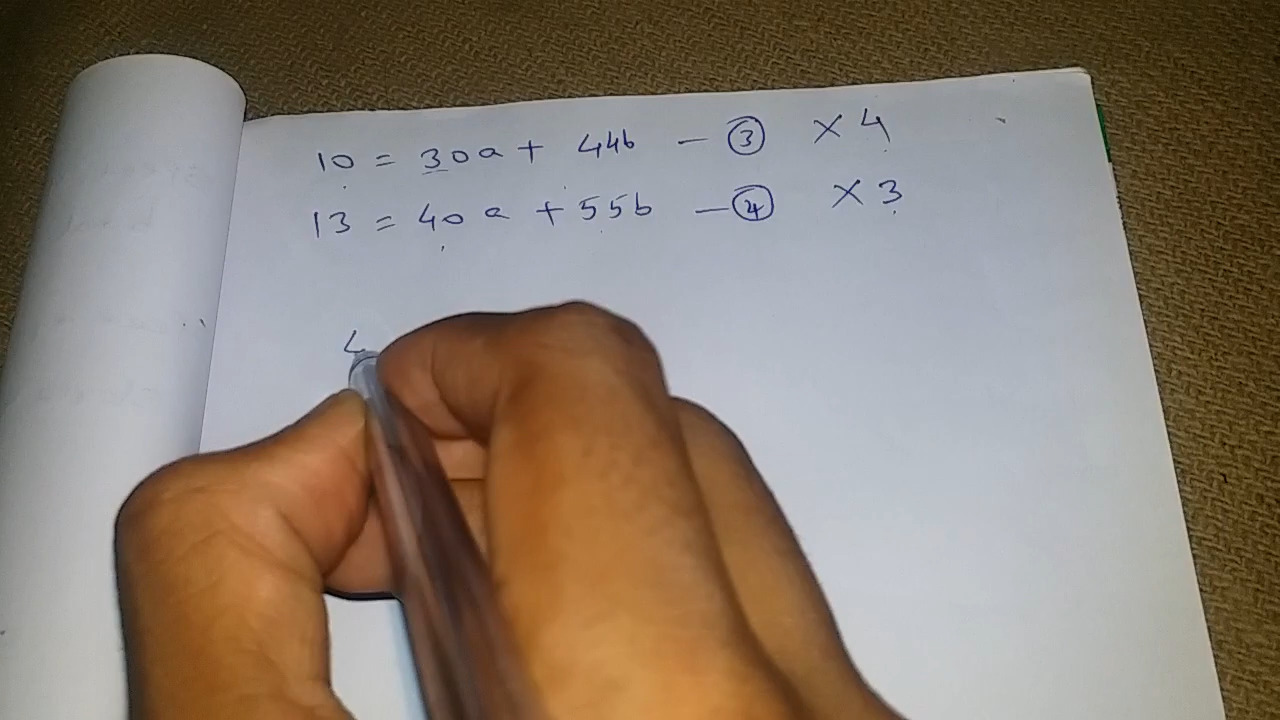 10 = 30a + 44b — ③ × 4
13 = 40a + 55b — ④ × 3